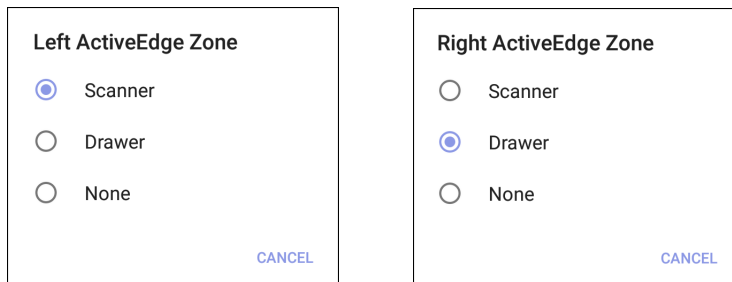 Left ActiveEdge Zone
Scanner
Drawer
None
CANCEL
Right ActiveEdge Zone
Scanner
Drawer
None
CANCEL